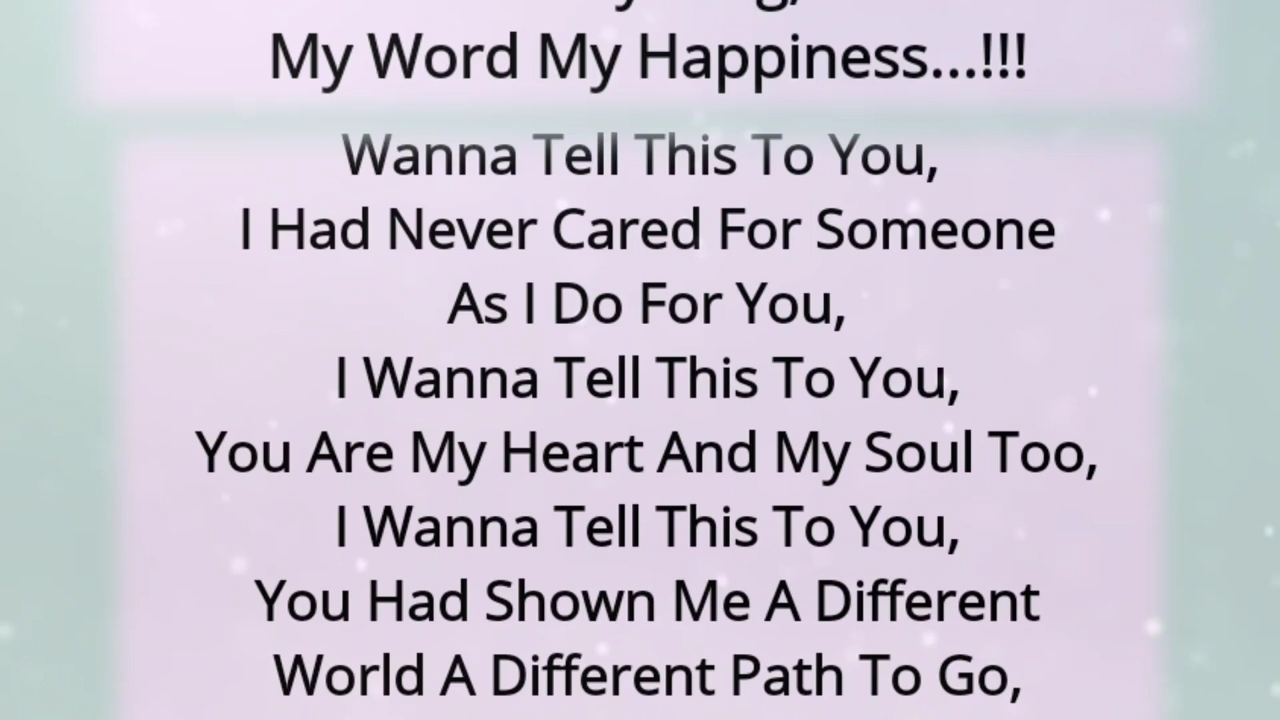 My Word My Happiness...!!!
Wanna Tell This To You,
I Had Never Cared For Someone
As I Do For You,
I Wanna Tell This To You,
You Are My Heart And My Soul Too,
I Wanna Tell This To You,
You Had Shown Me A Different
World A Different Path To Go,